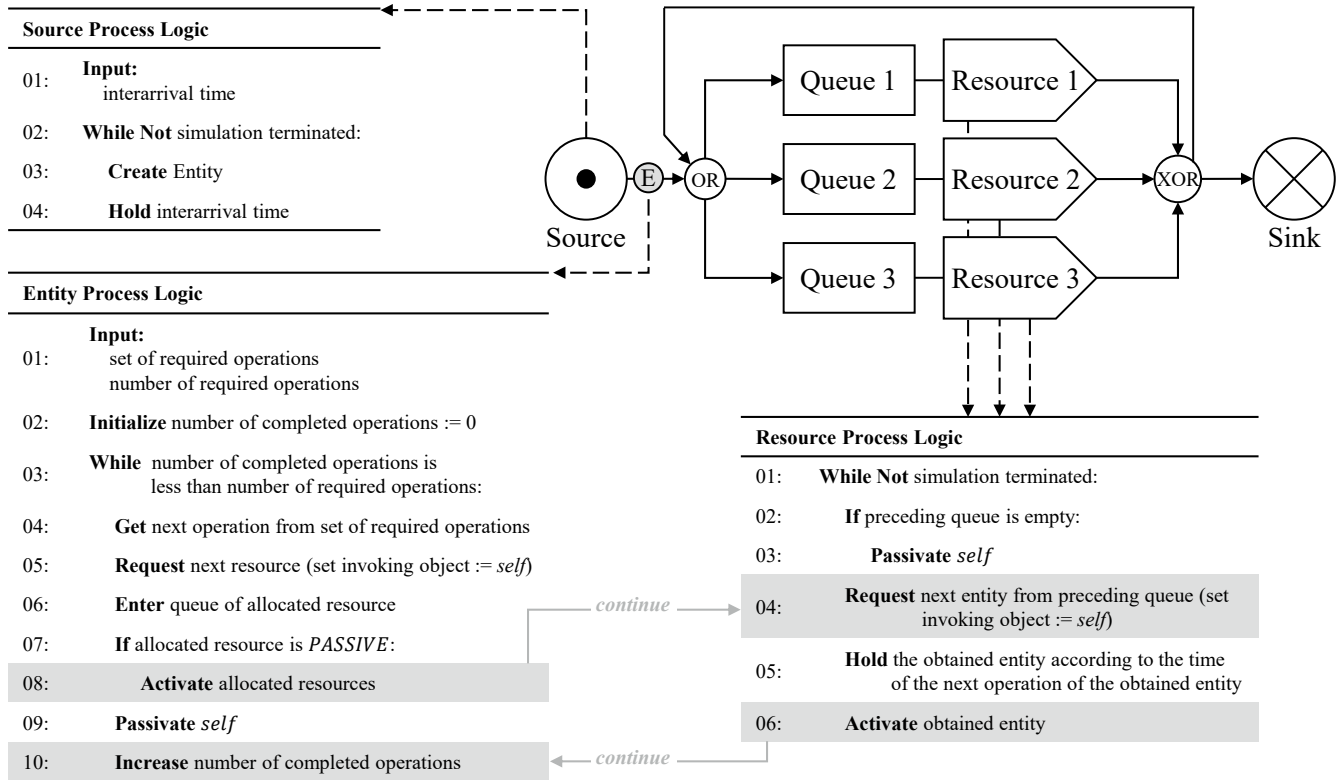 Source Process Logic
01: Input:
interarrival time
02: While Not simulation terminated:
03: Create Entity
04: Hold interarrival time
Queue 1
Resource 1
E
OR
Queue 2
Resource 2
XOR
Source
Sink
Queue 3
Resource 3
Entity Process Logic
01: Input:
set of required operations
number of required operations
02: Initialize number of completed operations := 0
03: While number of completed operations is
less than number of required operations:
04: Get next operation from set of required operations
05: Request next resource (set invoking object := self)
06: Enter queue of allocated resource
07: If allocated resource is PASSIVE:
08: Activate allocated resources
09: Passivate self
10: Increase number of completed operations
continue
continue
Resource Process Logic
01: While Not simulation terminated:
02: If preceding queue is empty:
03: Passivate self
04: Request next entity from preceding queue (set
invoking object := self)
05: Hold the obtained entity according to the time
of the next operation of the obtained entity
06: Activate obtained entity